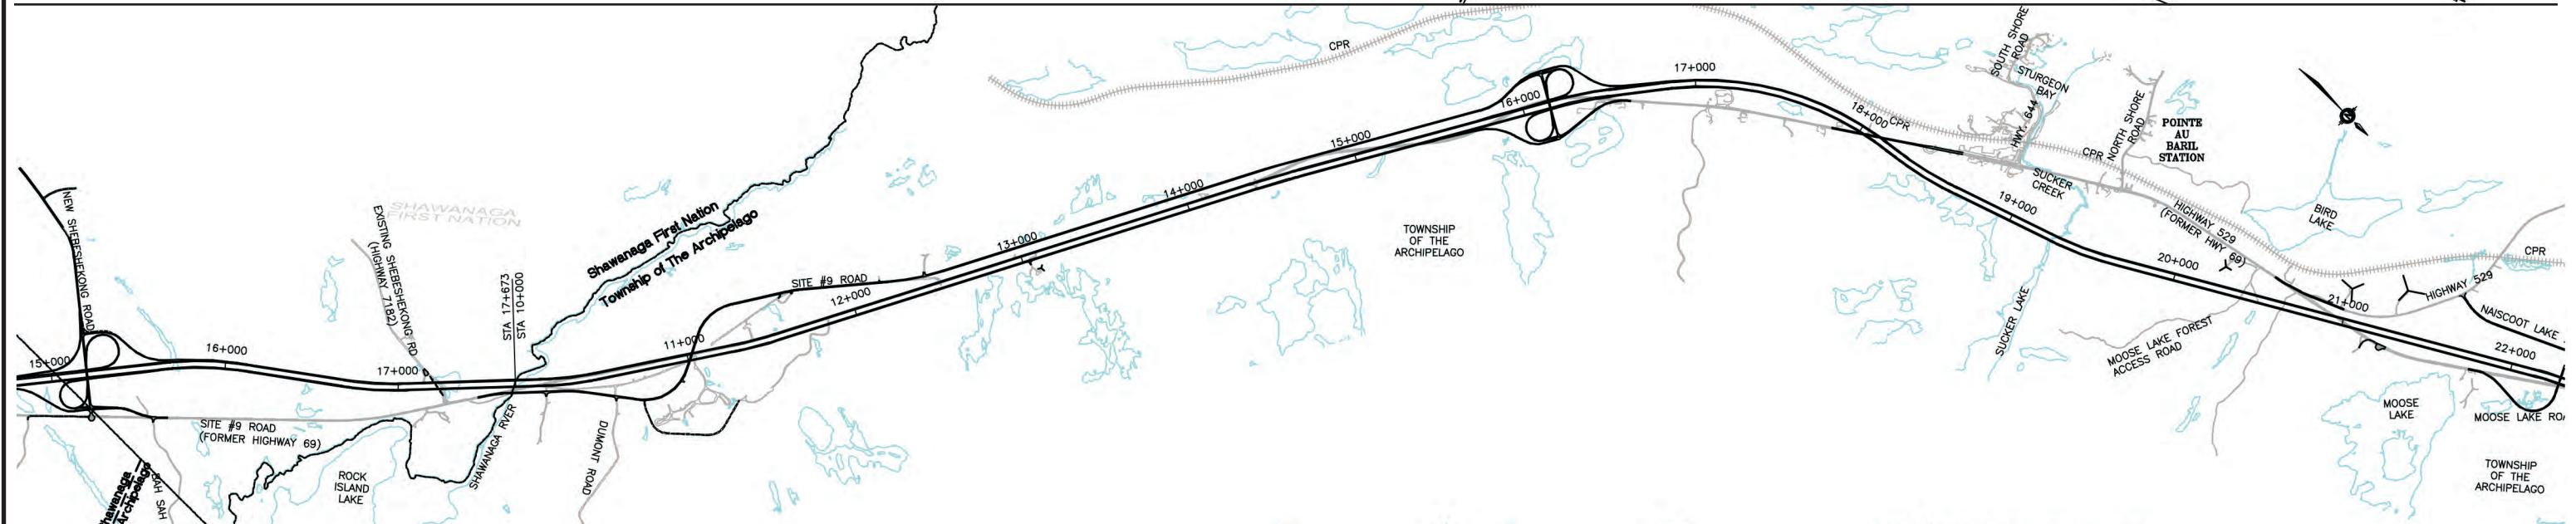 NEW SHEBESHEKONG ROAD
15+000
16+000
17+000
EXISTING SHEBESHEKONG RD
(HIGHWAY 7182)
SHAWANAGA
FIRST NATION
STA 17+673
STA 10+000
Shawanaga First Nation
Township of The Archipelago
SITE #9 ROAD
(FORMER HIGHWAY 69)
ROCK
ISLAND
LAKE
SHAWANAGA RIVER
DUMONT ROAD
hawanaga
Archipelago
SAH SAH
11+000
12+000
SITE #9 ROAD
13+000
14+000
15+000
16+000
17+000
18+000
CPR
CPR
TOWNSHIP
OF THE
ARCHIPELAGO
SOUTH SHORE
ROAD
STURGEON
BAY
HWY. 644
NORTH SHORE
ROAD
CPR
POINTE
AU
BARIL
STATION
SUCKER
CREEK
19+000
HIGHWAY 529
(FORMER HWY 69)
BIRD
LAKE
CPR
20+000
SUCKER LAKE
MOOSE LAKE FOREST
ACCESS ROAD
21+000
HIGHWAY 529
NAISCOOT LAKE
22+000
MOOSE
LAKE
MOOSE LAKE
TOWNSHIP
OF THE
ARCHIPELAGO